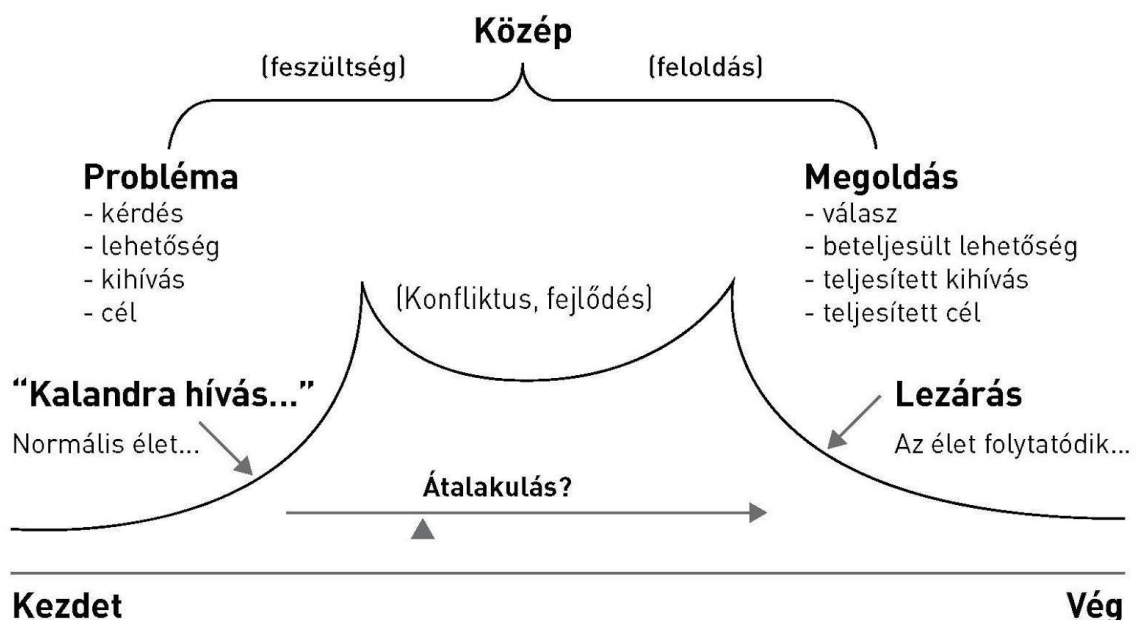 Közép
(feszültség)
(feloldás)
Probléma
- kérdés
- lehetőség
- kihívás
- cél
Megoldás
- válasz
- beteljesült lehetőség
- teljesített kihívás
- teljesített cél
(Konfliktus, fejlődés)
“Kalandra hívás...”
Normális élet...
Lezárás
Az élet folytatódik...
Átalakulás?
Kezdet
Vég